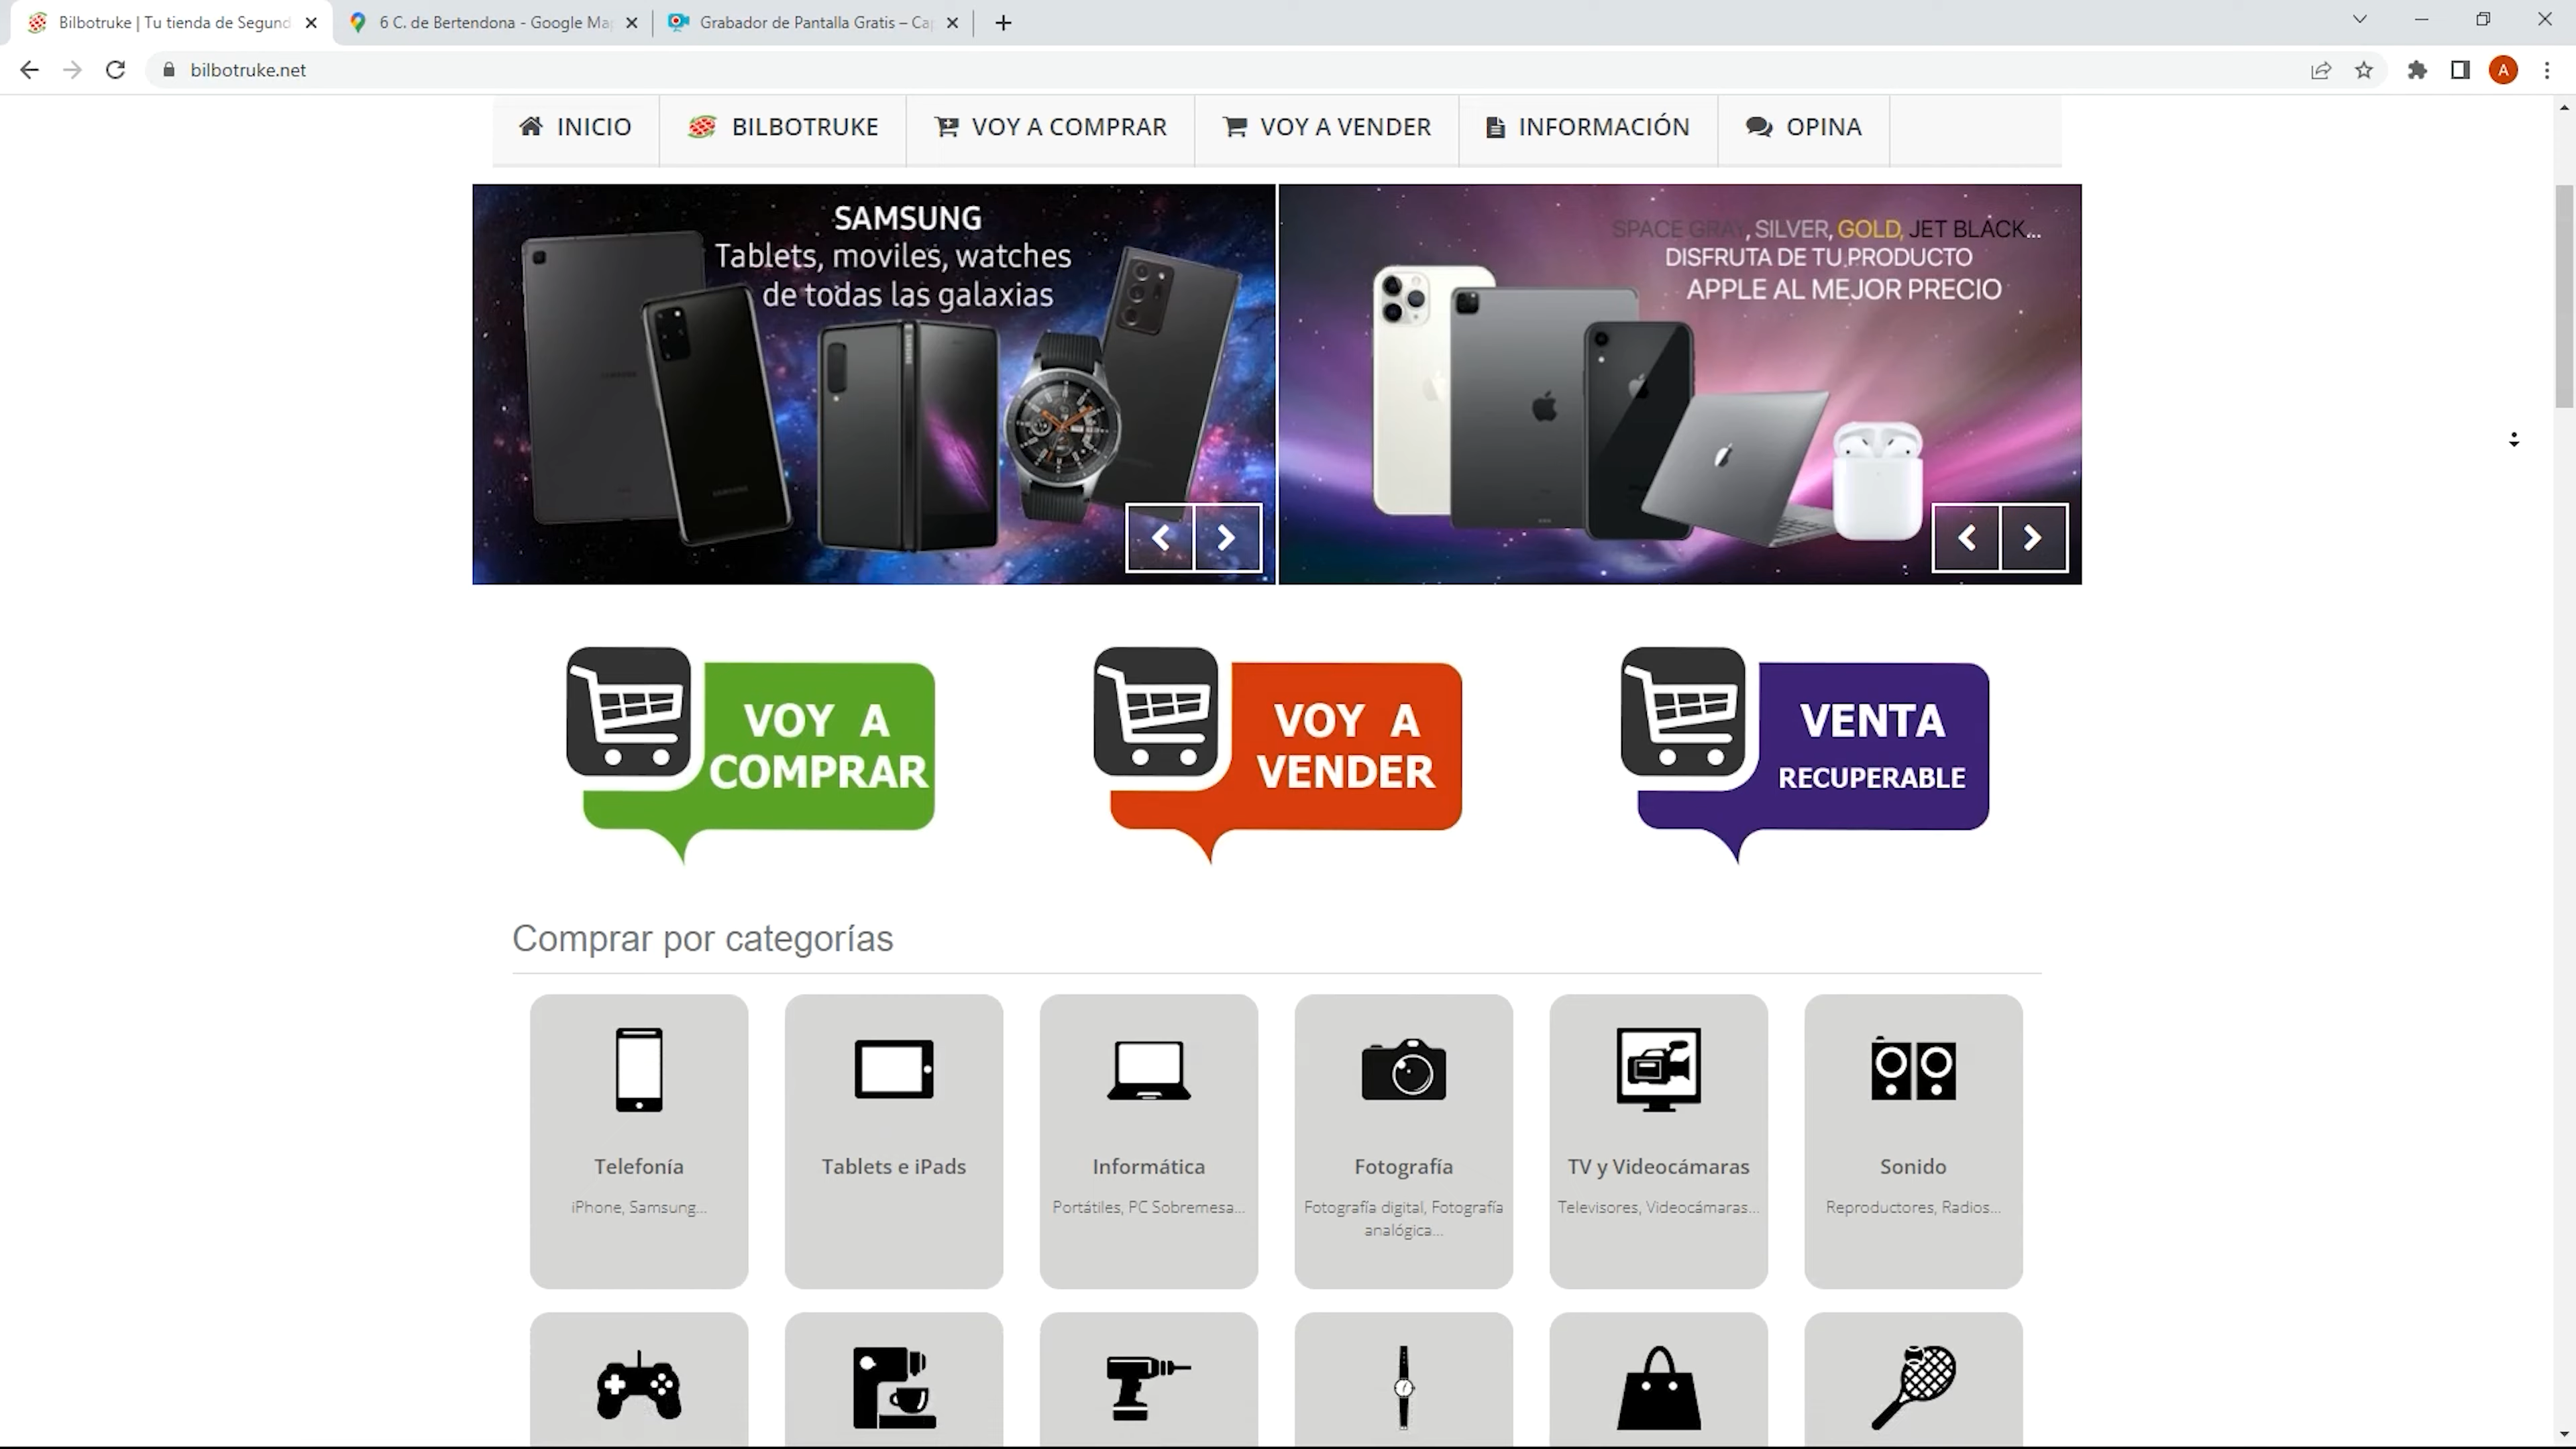 Bilbotruke | Tu tienda de Segund
6 C. de Bertendona - Google Ma
Grabador de Pantalla Gratis – Ca
bilbotruke.net
A
INICIO
BILBOTRUKE
VOY A COMPRAR
VOY A VENDER
INFORMACIÓN
OPINA
SAMSUNG
Tablets, moviles, watches
de todas las galaxias
SPACE GRAY, SILVER, GOLD, JET BLACK...
DISFRUTA DE TU PRODUCTO
APPLE AL MEJOR PRECIO
VOY A
COMPRAR
VOY A
VENDER
VENTA
RECUPERABLE
Comprar por categorías
Telefonía
iPhone, Samsung...
Tablets e iPads
Informática
Portátiles, PC Sobremesa...
Fotografía
Fotografía digital, Fotografía
analógica...
TV y Videocámaras
Televisores, Videocámaras...
Sonido
Reproductores, Radios...